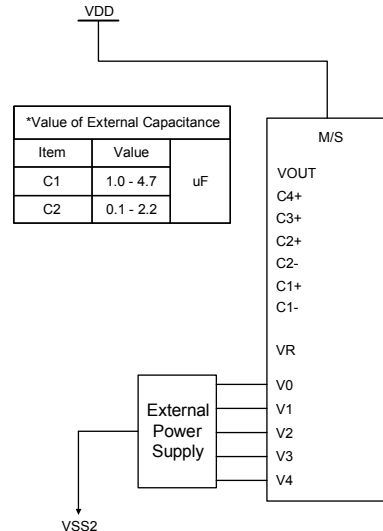 VDD
*Value of External Capacitance
Item Value
C1 1.0 - 4.7 uF
C2 0.1 - 2.2
M/S
VOUT
C4+
C3+
C2+
C2-
C1+
C1-
VR
V0
V1
V2
V3
V4
External
Power
Supply
VSS2